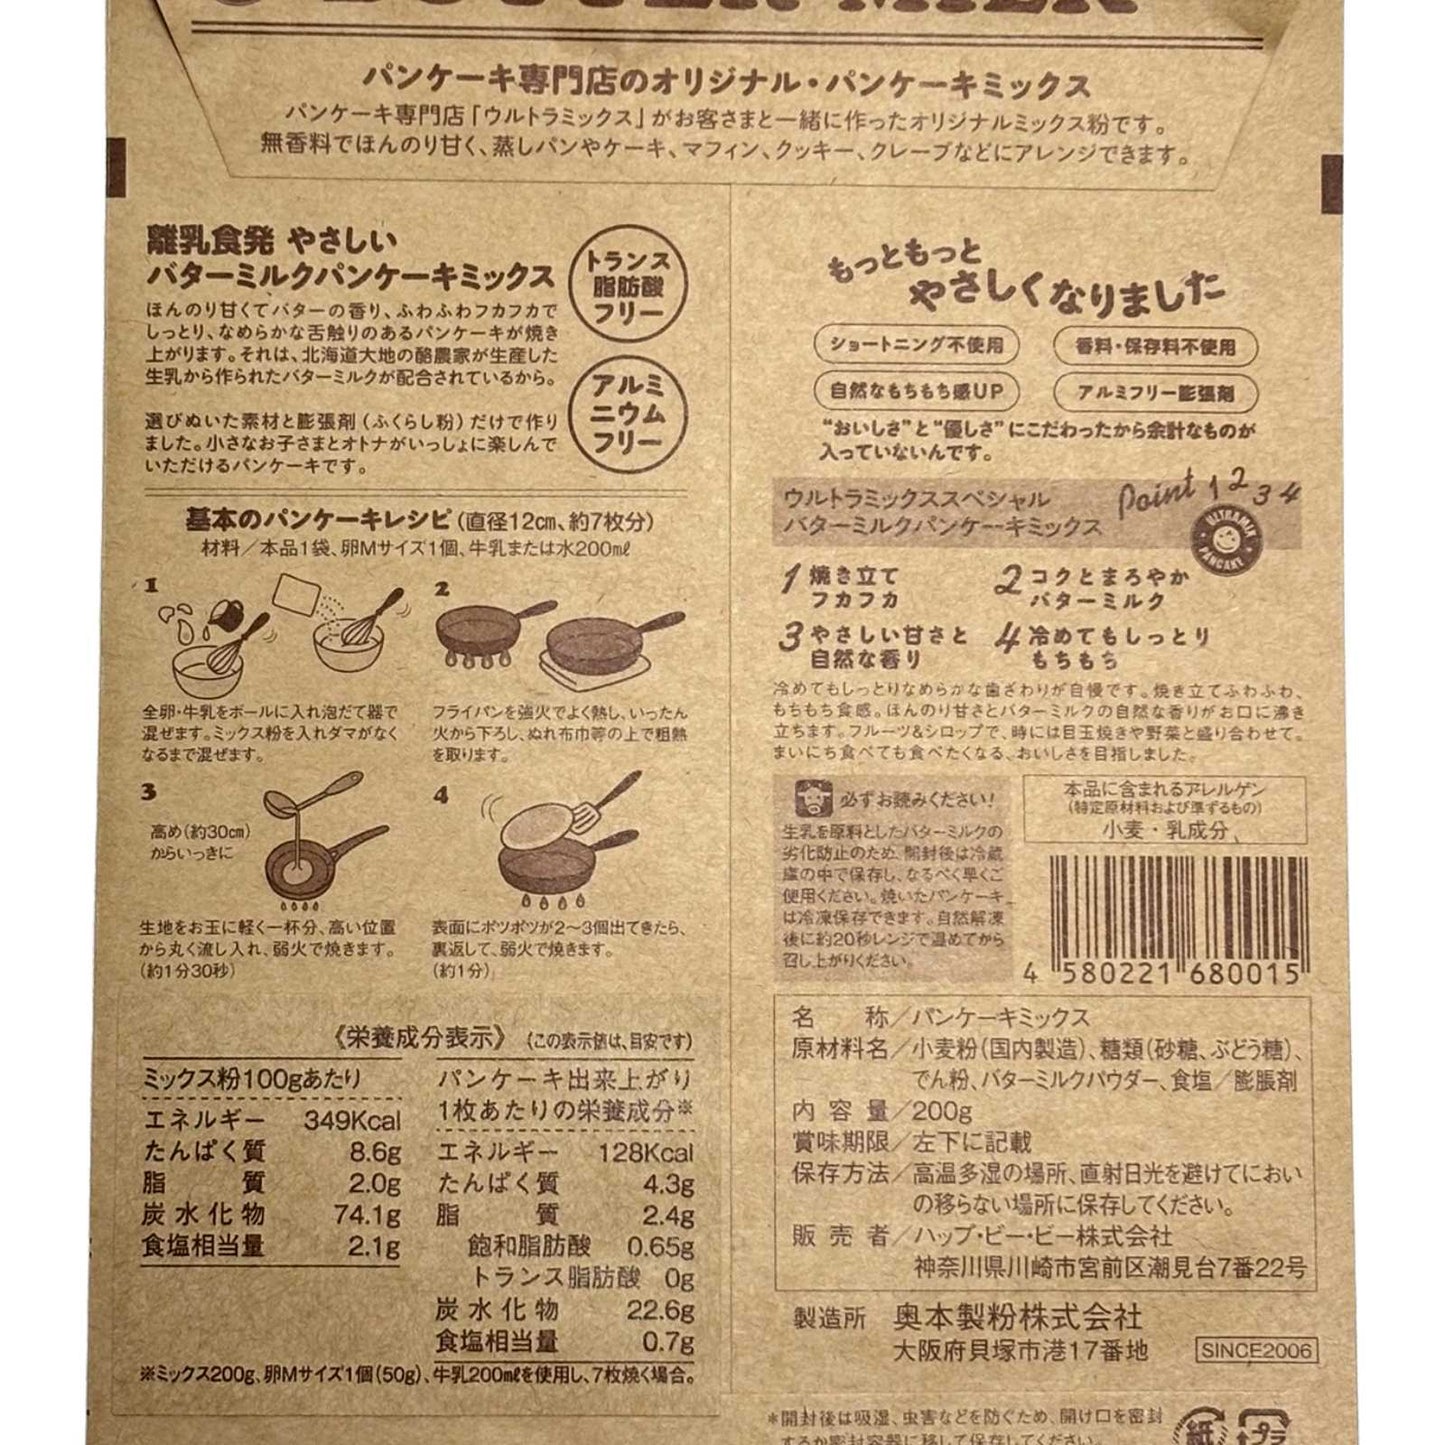 BUTTER MILK
パンケーキ専門店のオリジナル・パンケーキミックス
パンケーキ専門店「ウルトラミックス」がお客さまと一緒に作ったオリジナルミックス粉です。
無香料でほんのり甘く、蒸しパンやケーキ、マフィン、クッキー、クレープなどにアレンジできます。
離乳食発 やさしい
バターミルクパンケーキミックス
ほんのり甘くてバターの香り、ふわふわフカフカで
しっとり、なめらかな舌触りのあるパンケーキが焼き
上がります。それは、北海道大地の酪農家が生産した
生乳から作られたバターミルクが配合されているから。
選びぬいた素材と膨張剤（ふくらし粉）だけで作り
ました。小さなお子さまとオトナがいっしょに楽しんで
いただけるパンケーキです。
トランス
脂肪酸
フリー
アルミ
ニウム
フリー
基本のパンケーキレシピ(直径12cm、約7枚分)
材料／本品1袋、卵Mサイズ1個、牛乳または水200㎖
1
全卵・牛乳をボールに入れ泡だて器で
混ぜます。ミックス粉を入れダマがなく
なるまで混ぜます。
2
フライパンを強火でよく熱し、いったん
火から下ろし、ぬれ布巾等の上で粗熱
を取ります。
3
高め(約30㎝)
からいっきに
生地をお玉に軽く一杯分、高い位置
から丸く流し入れ、弱火で焼きます。
(約1分30秒)
4
表面にポツポツが2〜3個出てきたら、
裏返して、弱火で焼きます。
(約1分)
《栄養成分表示》 (この表示値は、目安です)
ミックス粉100gあたり
エネルギー 349Kcal
たんぱく質 8.6g
脂 質 2.0g
炭水化物 74.1g
食塩相当量 2.1g
パンケーキ出来上がり
1枚あたりの栄養成分※
エネルギー 128Kcal
たんぱく質 4.3g
脂 質 2.4g
飽和脂肪酸 0.65g
トランス脂肪酸 0g
炭水化物 22.6g
食塩相当量 0.7g
※ミックス200g、卵Mサイズ1個(50g)、牛乳200㎖を使用し、7枚焼く場合。
もっともっと
やさしくなりました
ショートニング不使用
香料・保存料不使用
自然なもちもち感UP
アルミフリー膨張剤
“おいしさ”と“優しさ”にこだわったから余計なものが
入っていないんです。
ウルトラミックススペシャル
バターミルクパンケーキミックス
Point 1 2 3 4
ULTRAMIX
PANCAKE
1 焼き立て
フカフカ
2 コクとまろやか
バターミルク
3 やさしい甘さと
自然な香り
4 冷めてもしっとり
もちもち
冷めてもしっとりなめらかな歯ざわりが自慢です。焼き立てふわふわ、
もちもち食感。ほんのり甘さとバターミルクの自然な香りがお口に沸き
立ちます。フルーツ&シロップで、時には目玉焼きや野菜と盛り合わせて。
まいにち食べても食べたくなる、おいしさを目指しました。
必ずお読みください！
生乳を原料としたバターミルクの
劣化防止のため、開封後は冷蔵
庫の中で保存し、なるべく早くご
使用ください。焼いたパンケーキ
は冷凍保存できます。自然解凍
後に約20秒レンジで温めてから
召し上がりください。
本品に含まれるアレルゲン
(特定原材料および準ずるもの)
小麦・乳成分
4 580221 680015
名 称／パンケーキミックス
原材料名／小麦粉(国内製造)、糖類(砂糖、ぶどう糖)、
でん粉、バターミルクパウダー、食塩／膨脹剤
内容量／200g
賞味期限／左下に記載
保存方法／高温多湿の場所、直射日光を避けてにおい
の移らない場所に保存してください。
販売者／ハップ・ビー・ビー株式会社
神奈川県川崎市宮前区潮見台7番22号
製造所 奥本製粉株式会社
大阪府貝塚市港17番地
SINCE2006
*開封後は吸湿、虫害などを防ぐため、開け口を密封
するか密封容器に移して保存してください。
紙
プラ